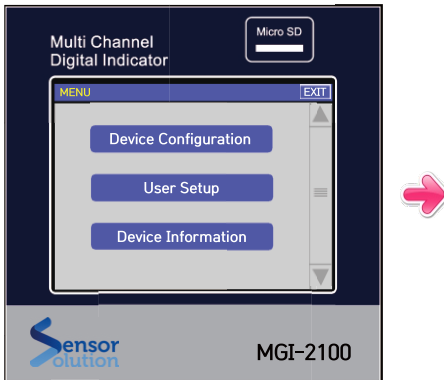 Multi Channel
Digital Indicator
Micro SD
MENU
EXIT
Device Configuration
User Setup
Device Information
Sensor
Solution
MGI-2100